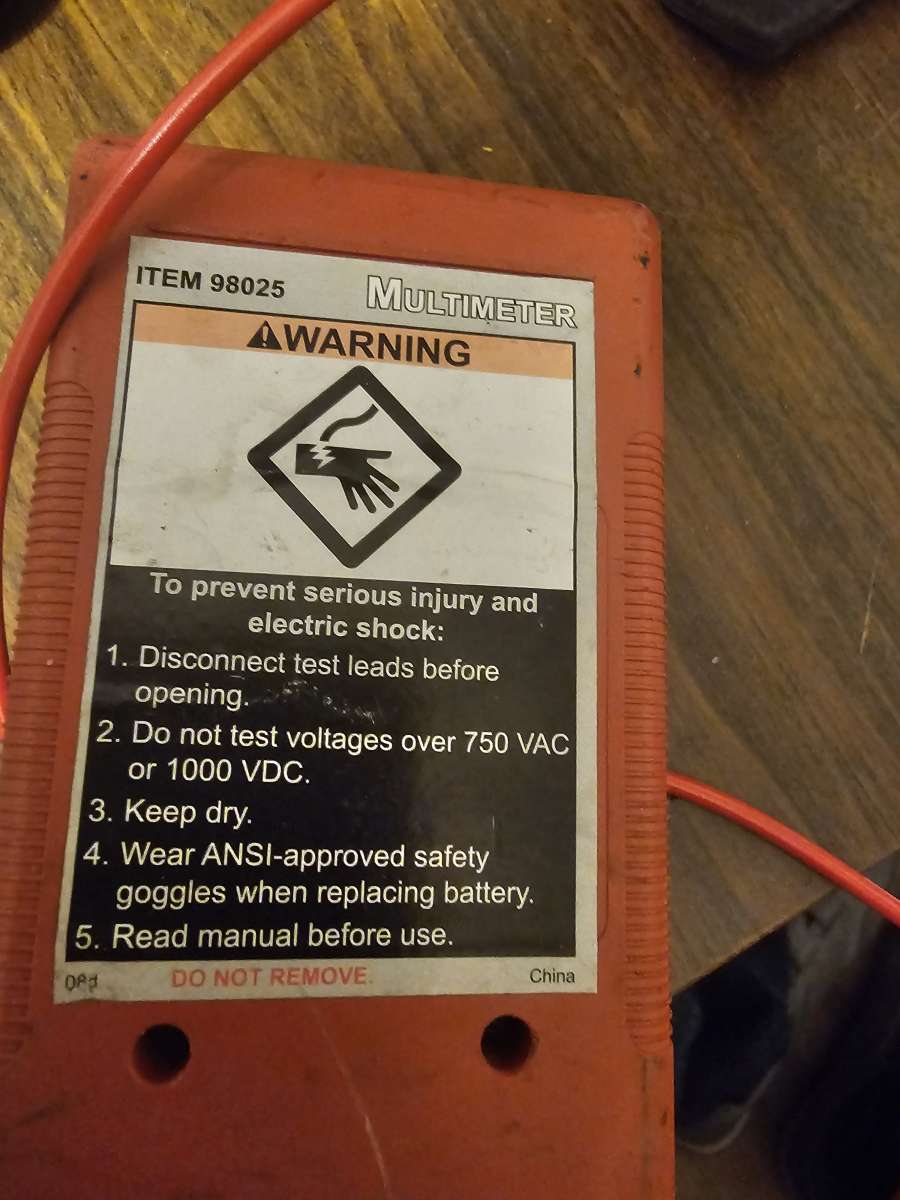 ITEM 98025
MULTIMETER
WARNING
To prevent serious injury and
electric shock:
1. Disconnect test leads before
opening.
2. Do not test voltages over 750 VAC
or 1000 VDC.
3. Keep dry.
4. Wear ANSI-approved safety
goggles when replacing battery.
5. Read manual before use.
DO NOT REMOVE.
China